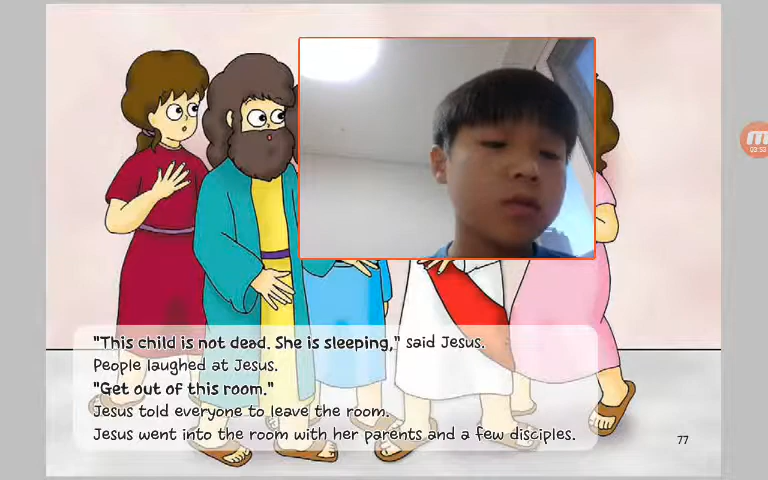 "This child is not dead. She is sleeping," said Jesus.
People laughed at Jesus.
"Get out of this room."
Jesus told everyone to leave the room.
Jesus went into the room with her parents and a few disciples.
77
03:53